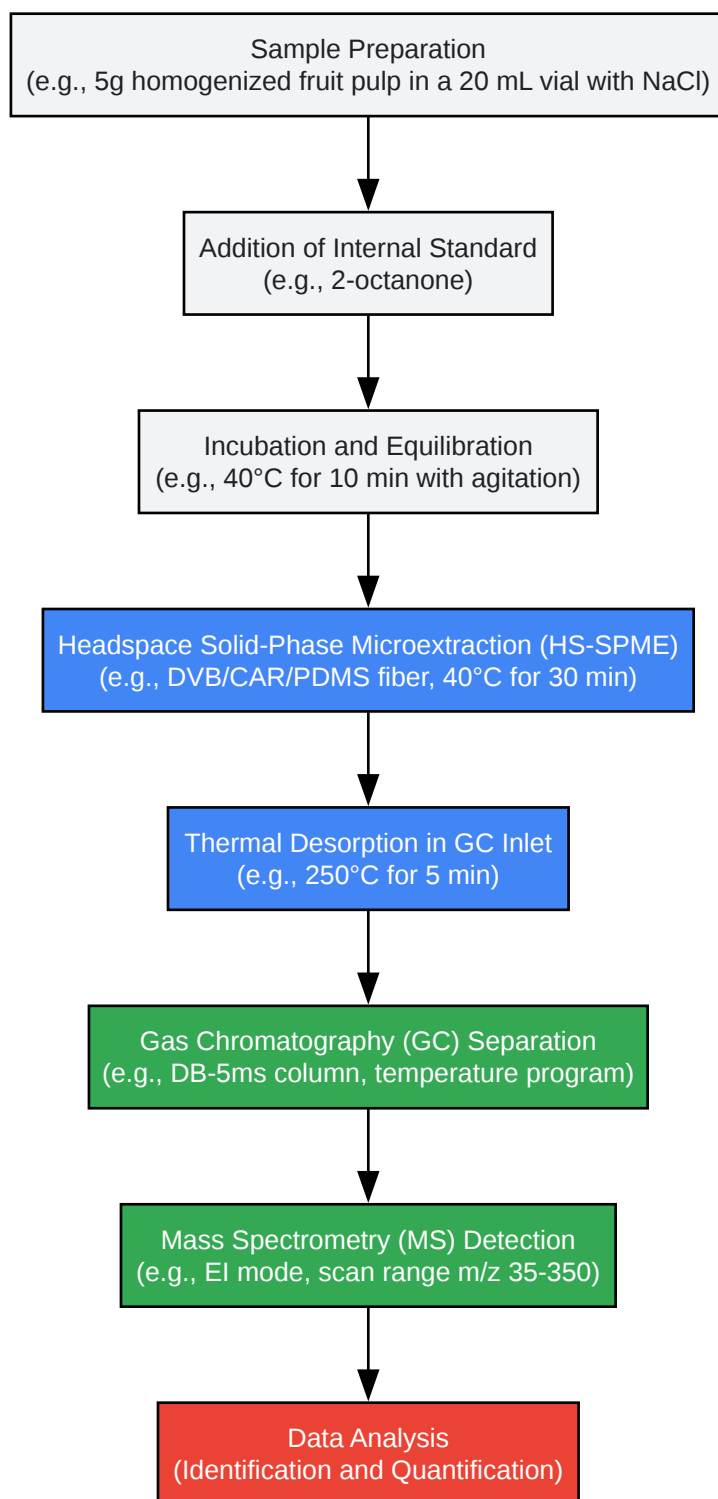 Sample Preparation
(e.g., 5g homogenized fruit pulp in a 20 mL vial with NaCl)
Addition of Internal Standard
(e.g., 2-octanone)
Incubation and Equilibration
(e.g., 40°C for 10 min with agitation)
Headspace Solid-Phase Microextraction (HS-SPME)
(e.g., DVB/CAR/PDMS fiber, 40°C for 30 min)
Thermal Desorption in GC Inlet
(e.g., 250°C for 5 min)
Gas Chromatography (GC) Separation
(e.g., DB-5ms column, temperature program)
Mass Spectrometry (MS) Detection
(e.g., EI mode, scan range m/z 35-350)
Data Analysis
(Identification and Quantification)